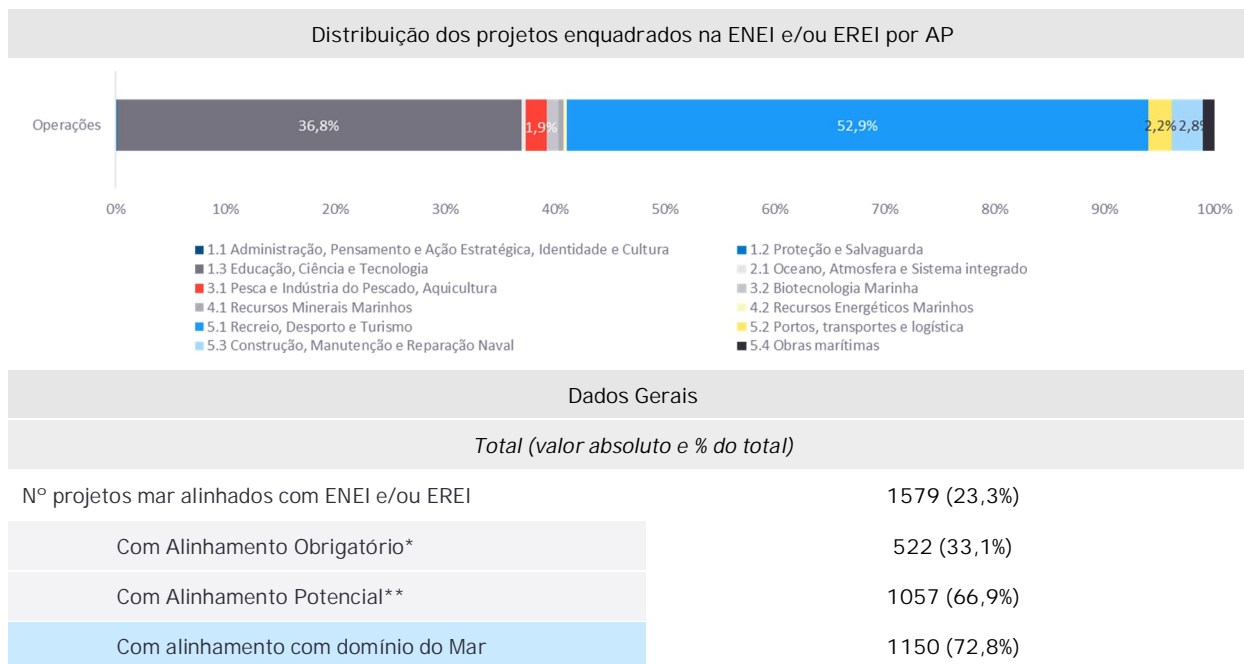 Distribuição dos projetos enquadrados na ENEI e/ou EREI por AP
Operações
36,8%
1,9%
52,9%
2,2%
2,8%
0%
10%
20%
30%
40%
50%
60%
70%
80%
90%
100%
1.1 Administração, Pensamento e Ação Estratégica, Identidade e Cultura
1.2 Proteção e Salvaguarda
1.3 Educação, Ciência e Tecnologia
2.1 Oceano, Atmosfera e Sistema integrado
3.1 Pesca e Indústria do Pescado, Aquicultura
3.2 Biotecnologia Marinha
4.1 Recursos Minerais Marinhos
4.2 Recursos Energéticos Marinhos
5.1 Recreio, Desporto e Turismo
5.2 Portos, transportes e logística
5.3 Construção, Manutenção e Reparação Naval
5.4 Obras marítimas
Dados Gerais
Total (valor absoluto e % do total)
Nº projetos mar alinhados com ENEI e/ou EREI 1579 (23,3%)
Com Alinhamento Obrigatório* 522 (33,1%)
Com Alinhamento Potencial** 1057 (66,9%)
Com alinhamento com domínio do Mar 1150 (72,8%)